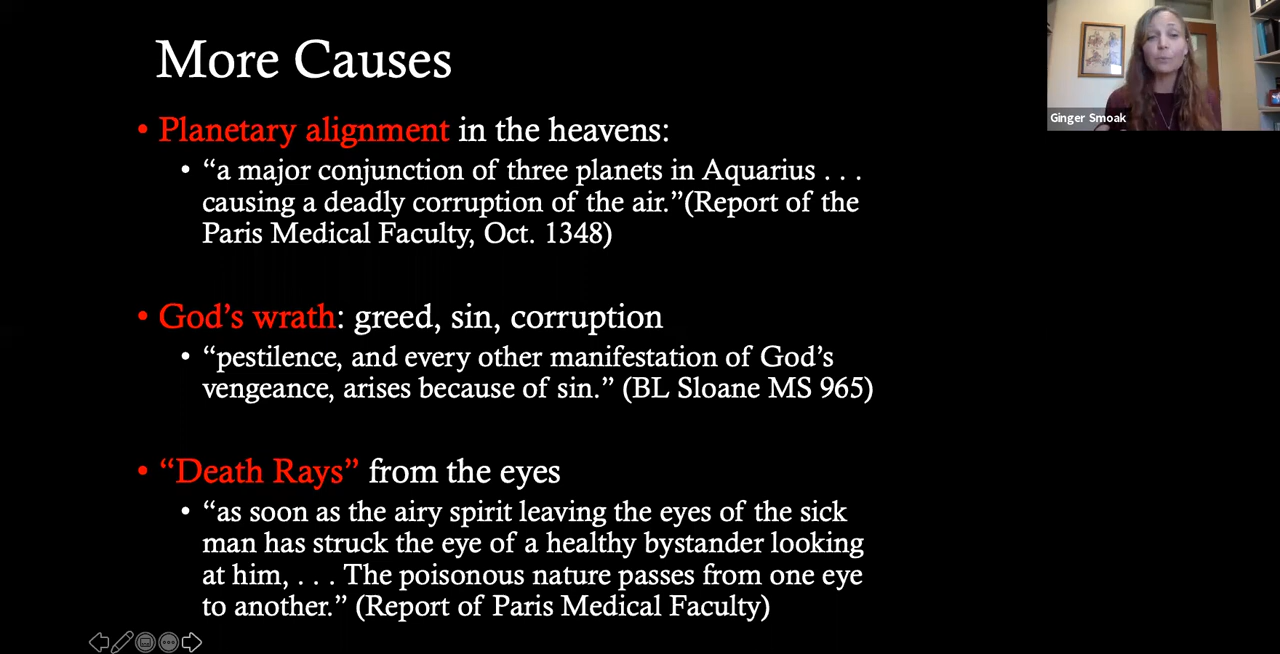 More Causes
• Planetary alignment in the heavens:
• “a major conjunction of three planets in Aquarius . . .
causing a deadly corruption of the air.”(Report of the
Paris Medical Faculty, Oct. 1348)
• God’s wrath: greed, sin, corruption
• “pestilence, and every other manifestation of God’s
vengeance, arises because of sin.” (BL Sloane MS 965)
• “Death Rays” from the eyes
• “as soon as the airy spirit leaving the eyes of the sick
man has struck the eye of a healthy bystander looking
at him, . . . The poisonous nature passes from one eye
to another.” (Report of Paris Medical Faculty)
Ginger Smoak